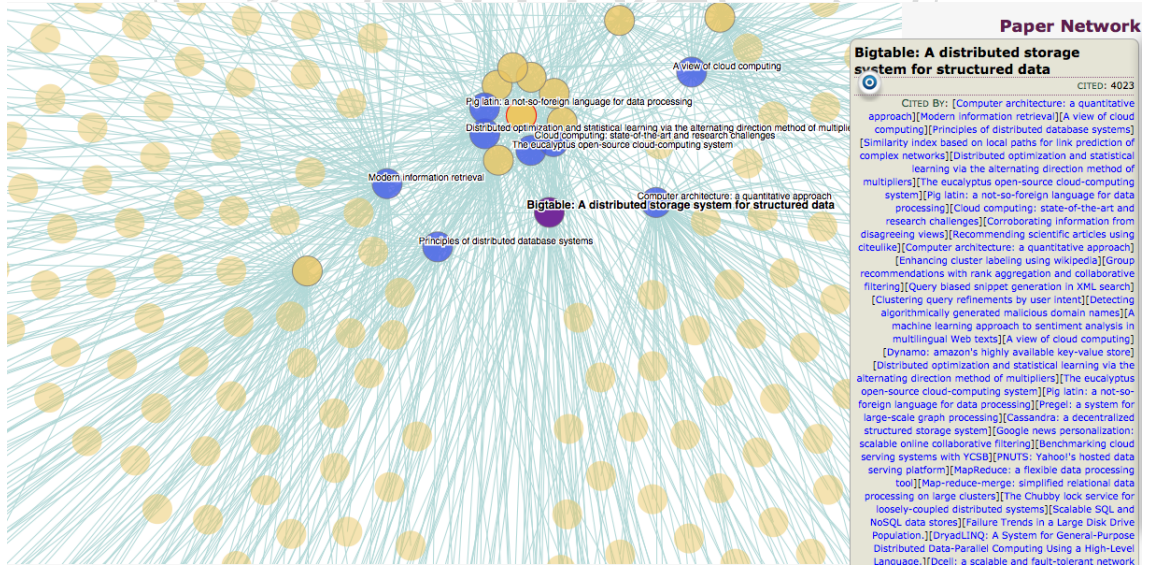 Paper Network
A view of cloud computing
Pig latin: a not-so-foreign language for data processing
Distributed optimization and statistical learning via the alternating direction method of multiplie
Cloud computing: state-of-the-art and research challenges
The eucalyptus open-source cloud-computing system
Modern information retrieval
Computer architecture: a quantitative approach
Bigtable: A distributed storage system for structured data
Principles of distributed database systems
Bigtable: A distributed storage
system for structured data
CITED: 4023
CITED BY: [Computer architecture: a quantitative
approach][Modern information retrieval][A view of cloud
computing][Principles of distributed database systems]
[Similarity index based on local paths for link prediction of
complex networks][Distributed optimization and statistical
learning via the alternating direction method of
multipliers][The eucalyptus open-source cloud-computing
system][Pig latin: a not-so-foreign language for data
processing][Cloud computing: state-of-the-art and
research challenges][Corroborating information from
disagreeing views][Recommending scientific articles using
citeulike][Computer architecture: a quantitative approach]
[Enhancing cluster labeling using wikipedia][Group
recommendations with rank aggregation and collaborative
filtering][Query biased snippet generation in XML search]
[Clustering query refinements by user intent][Detecting
algorithmically generated malicious domain names][A
machine learning approach to sentiment analysis in
multilingual Web texts][A view of cloud computing]
[Dynamo: amazon's highly available key-value store]
[Distributed optimization and statistical learning via the
alternating direction method of multipliers][The eucalyptus
open-source cloud-computing system][Pig latin: a not-so-
foreign language for data processing][Pregel: a system for
large-scale graph processing][Cassandra: a decentralized
structured storage system][Google news personalization:
scalable online collaborative filtering][Benchmarking cloud
serving systems with YCSB][PNUTS: Yahoo!'s hosted data
serving platform][MapReduce: a flexible data processing
tool][Map-reduce-merge: simplified relational data
processing on large clusters][The Chubby lock service for
loosely-coupled distributed systems][Scalable SQL and
NoSQL data stores][Failure Trends in a Large Disk Drive
Population.][DryadLINQ: A System for General-Purpose
Distributed Data-Parallel Computing Using a High-Level
Language.][Dcell: a scalable and fault-tolerant network